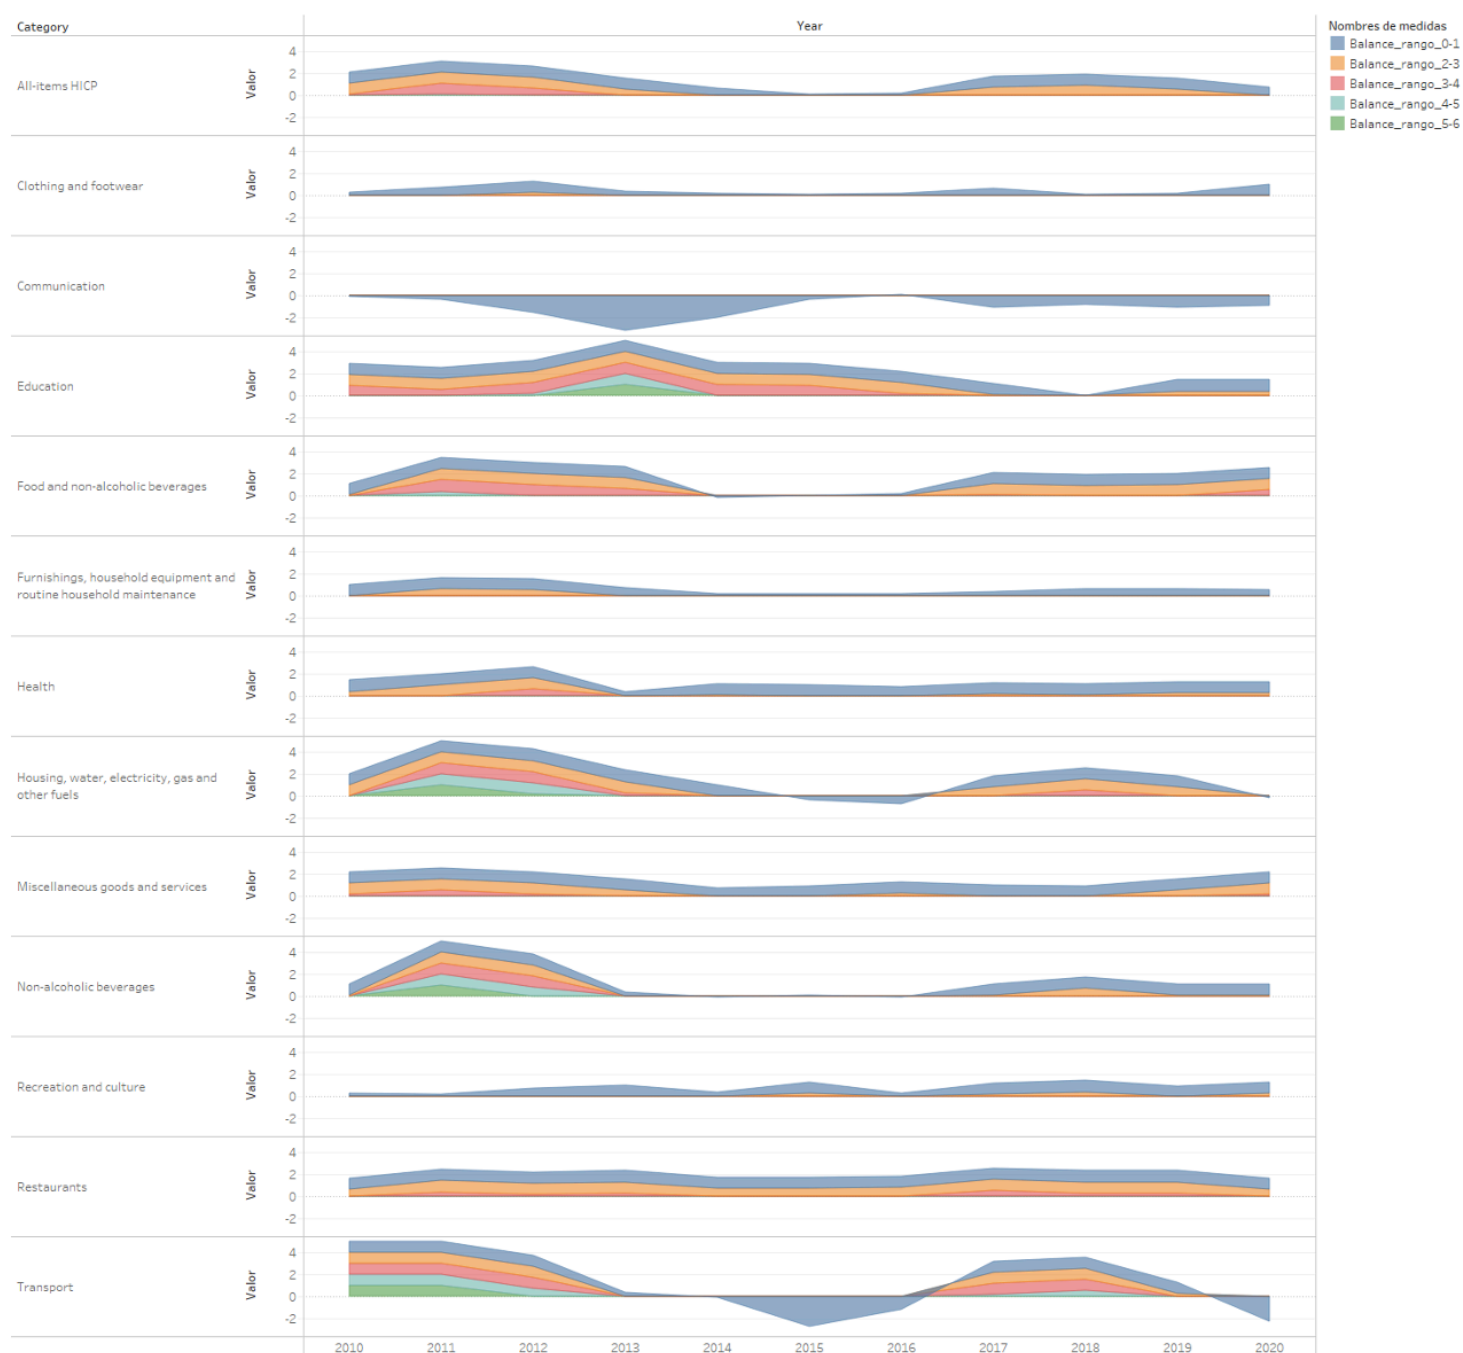 Category
Year
Nombres de medidas
Balance_rango_0-1
Balance_rango_2-3
Balance_rango_3-4
Balance_rango_4-5
Balance_rango_5-6
All-items HICP
Valor
4
2
0
-2
Clothing and footwear
Valor
4
2
0
-2
Communication
Valor
4
2
0
-2
Education
Valor
4
2
0
-2
Food and non-alcoholic beverages
Valor
4
2
0
-2
Furnishings, household equipment and
routine household maintenance
Valor
4
2
0
-2
Health
Valor
4
2
0
-2
Housing, water, electricity, gas and
other fuels
Valor
4
2
0
-2
Miscellaneous goods and services
Valor
4
2
0
-2
Non-alcoholic beverages
Valor
4
2
0
-2
Recreation and culture
Valor
4
2
0
-2
Restaurants
Valor
4
2
0
-2
Transport
Valor
4
2
0
-2
2010 2011 2012 2013 2014 2015 2016 2017 2018 2019 2020